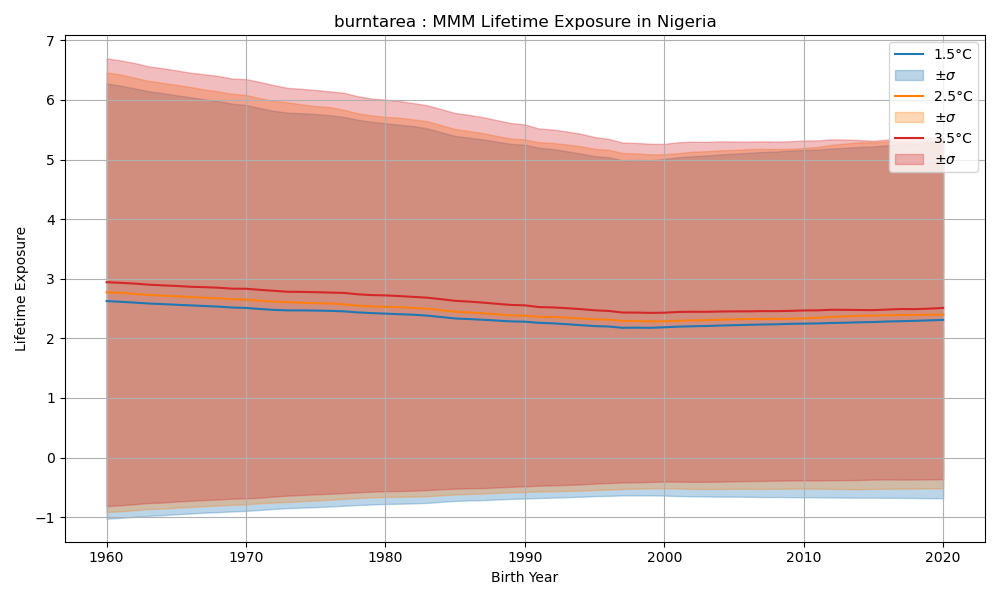 burntarea : MMM Lifetime Exposure in Nigeria
7
6
5
4
3
2
1
0
−1
Lifetime Exposure
1.5°C
±σ
2.5°C
±σ
3.5°C
±σ
1960 1970 1980 1990 2000 2010 2020
Birth Year